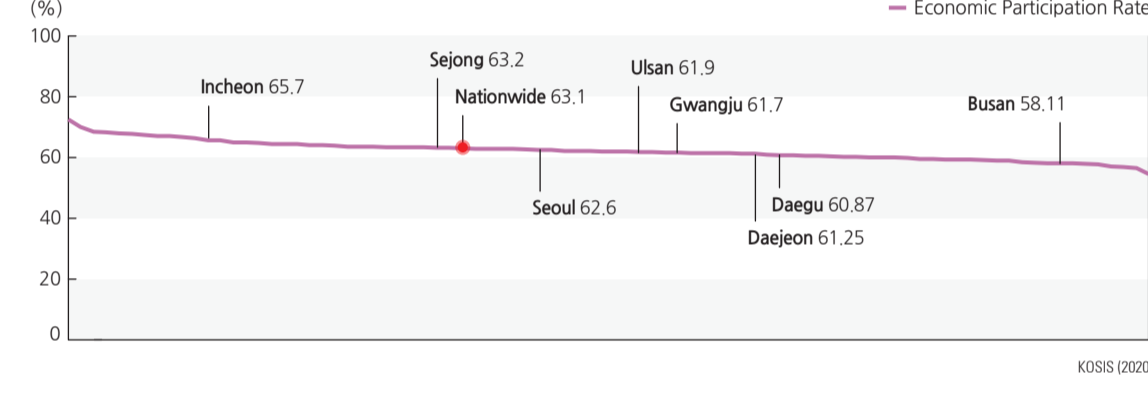 (%)
Economic Participation Rate
100
80
60
40
20
0
Incheon 65.7
Sejong 63.2
Nationwide 63.1
Seoul 62.6
Ulsan 61.9
Gwangju 61.7
Daejeon 61.25
Daegu 60.87
Busan 58.11
KOSIS (2020